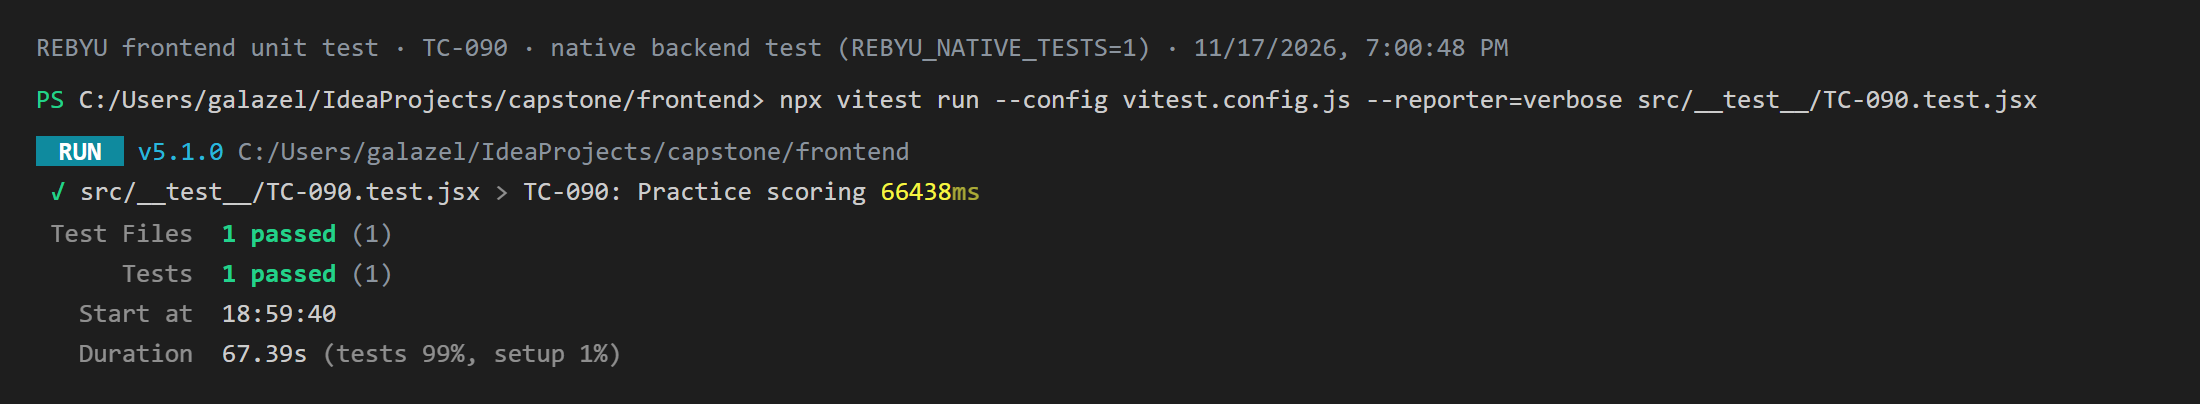 REBYU frontend unit test · TC-090 · native backend test (REBYU_NATIVE_TESTS=1) · 11/17/2026, 7:00:48 PM
PS C:/Users/galazel/IdeaProjects/capstone/frontend> npx vitest run --config vitest.config.js --reporter=verbose src/__test__/TC-090.test.jsx
RUN v5.1.0 C:/Users/galazel/IdeaProjects/capstone/frontend
√ src/__test__/TC-090.test.jsx > TC-090: Practice scoring 66438ms
Test Files 1 passed (1)
Tests 1 passed (1)
Start at 18:59:40
Duration 67.39s (tests 99%, setup 1%)